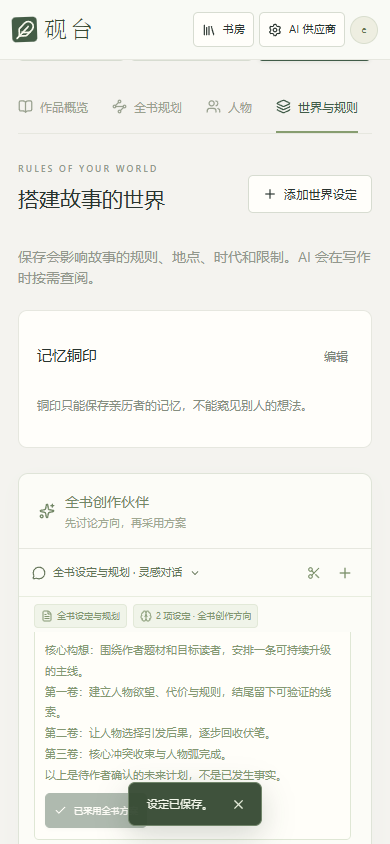 砚台
书房
AI 供应商
作品概览
全书规划
人物
世界与规则
RULES OF YOUR WORLD
搭建故事的世界
添加世界设定
保存会影响故事的规则、地点、时代和限制。AI 会在写作
时按需查阅。
记忆铜印
编辑
铜印只能保存亲历者的记忆，不能窥见别人的想法。
全书创作伙伴
先讨论方向，再采用方案
全书设定与规划 · 灵感对话
全书设定与规划
2 项设定 · 全书创作方向
核心构想：围绕作者题材和目标读者，安排一条可持续升级
的主线。
第一卷：建立人物欲望、代价与规则，结尾留下可验证的线
索。
第二卷：让人物选择引发后果，逐步回收伏笔。
第三卷：核心冲突收束与人物弧完成。
以上是待作者确认的未来计划，不是已发生事实。
已采用全书方
设定已保存。